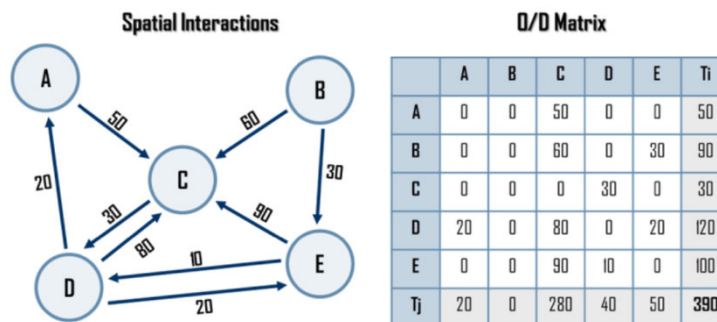 Spatial Interactions
A
B
50
60
20
C
30
30
80
90
10
D
E
20
O/D Matrix
A B C D E Ti
A 0 0 50 0 0 50
B 0 0 60 0 30 90
C 0 0 0 30 0 30
D 20 0 80 0 20 120
E 0 0 90 10 0 100
Tj 20 0 280 40 50 390